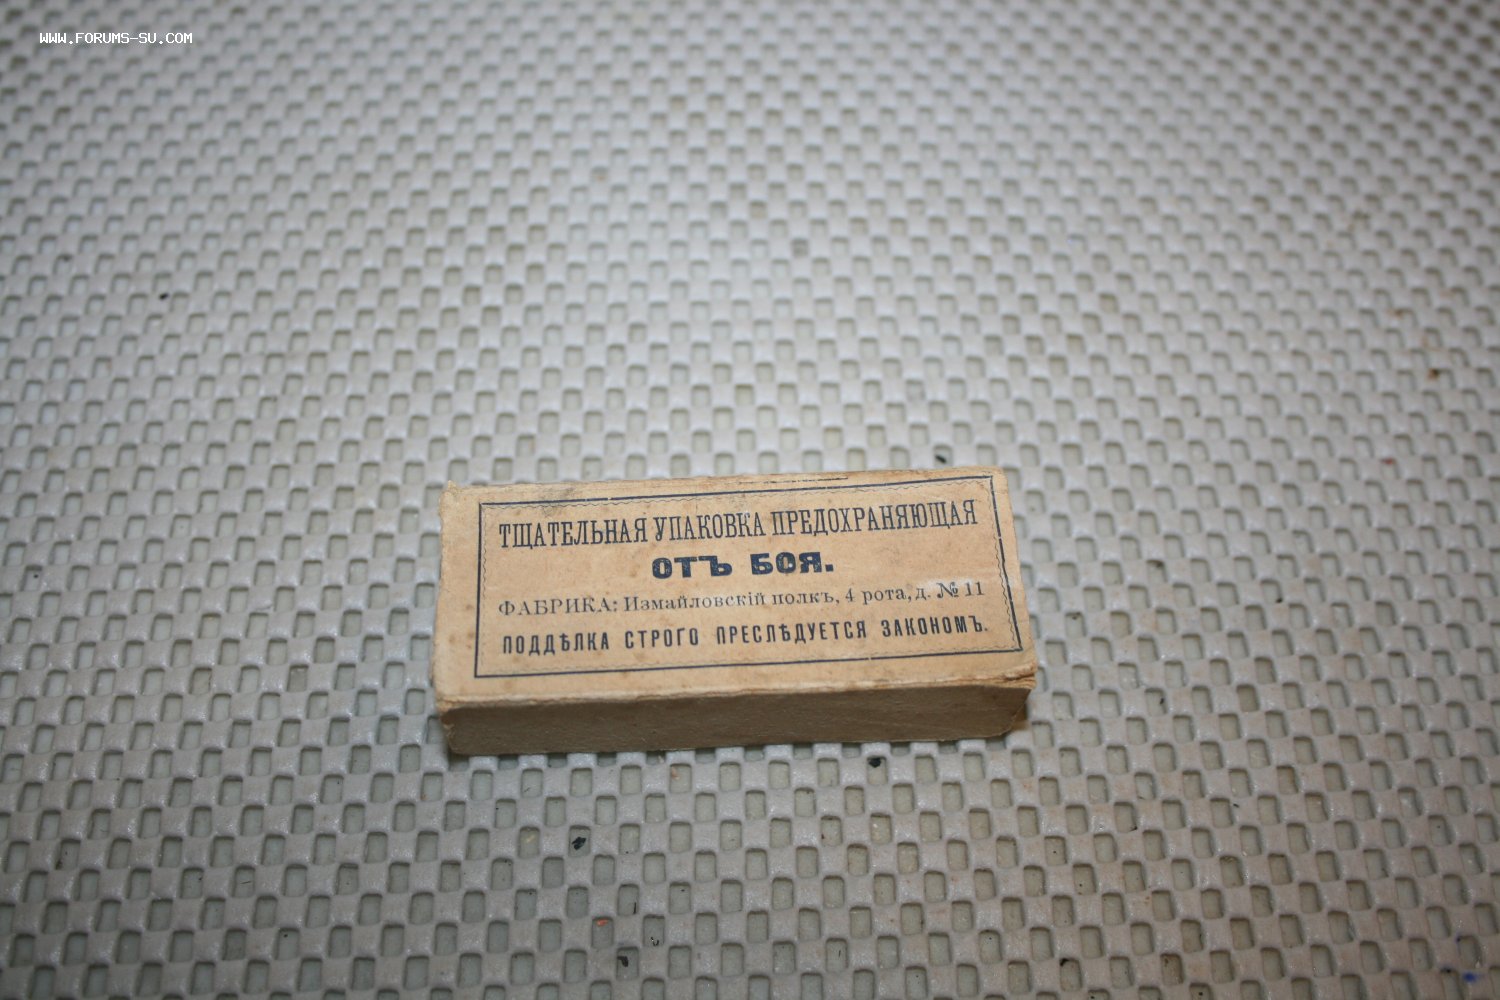 WWW.FORUMS-SU.COM
ТЩАТЕЛЬНАЯ УПАКОВКА ПРЕДОХРАНЯЮЩАЯ
ОТЪ БОЯ.
ФАБРИКА: Измайловскій полкъ, 4 рота, д. № 11
ПОДДѢЛКА СТРОГО ПРЕСЛѢДУЕТСЯ ЗАКОНОМЪ.